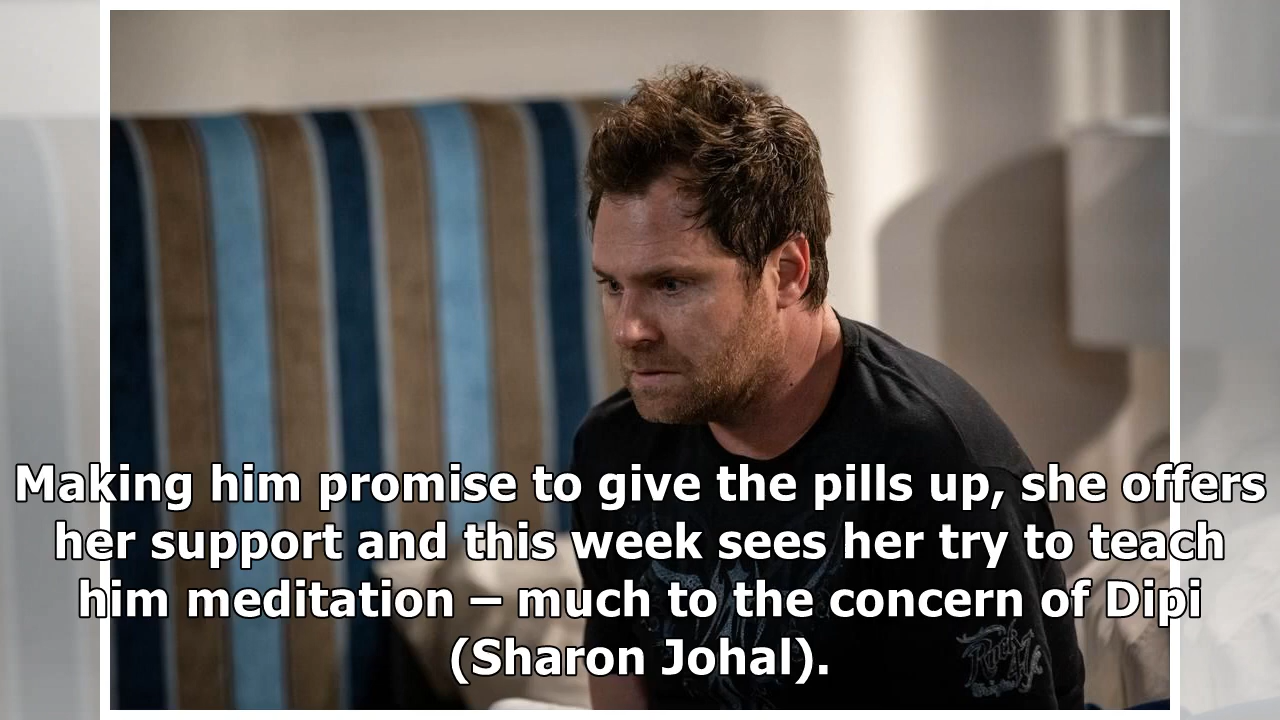 Making him promise to give the pills up, she offers
her support and this week sees her try to teach
him meditation – much to the concern of Dipi
(Sharon Johal).